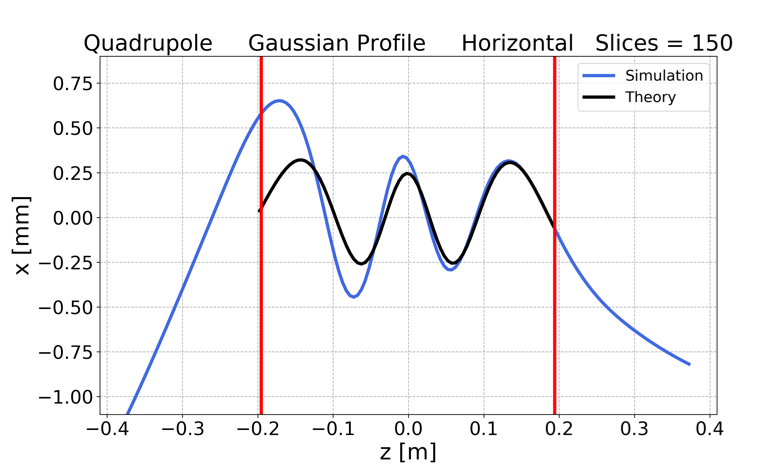 Quadrupole Gaussian Profile Horizontal Slices = 150
Simulation
Theory
x [mm]
0.75
0.50
0.25
0.00
−0.25
−0.50
−0.75
−1.00
−0.4 −0.3 −0.2 −0.1 0.0 0.1 0.2 0.3 0.4
z [m]